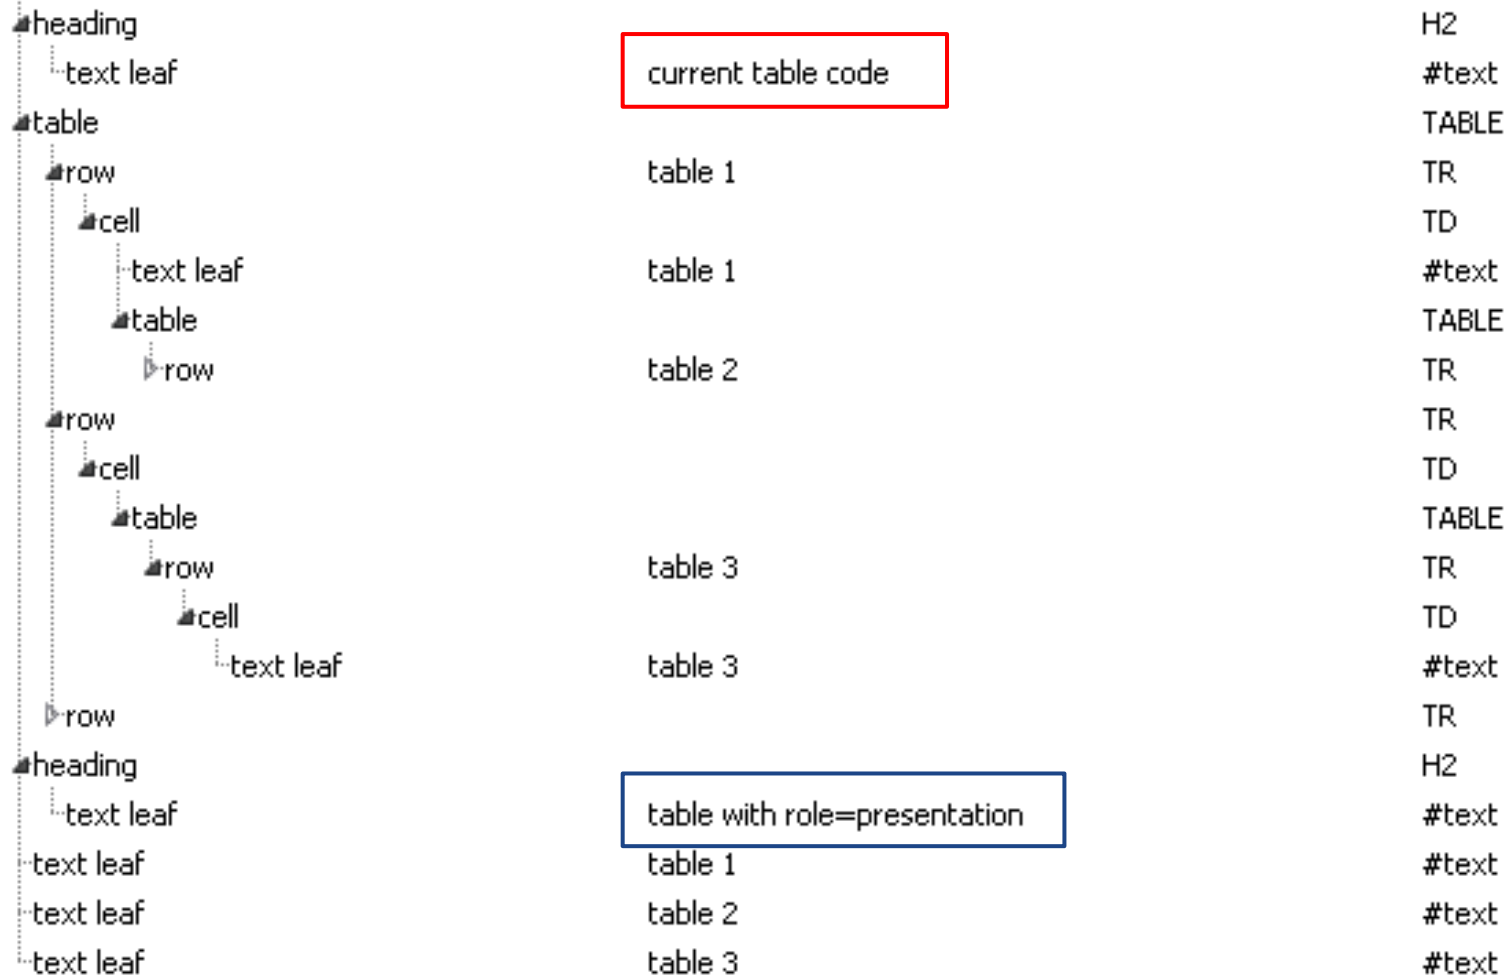 heading H2
text leaf current table code #text
table TABLE
row table 1 TR
cell TD
text leaf table 1 #text
table TABLE
row table 2 TR
row TR
cell TD
table TABLE
row table 3 TR
cell TD
text leaf table 3 #text
row TR
heading H2
text leaf table with role=presentation #text
text leaf table 1 #text
text leaf table 2 #text
text leaf table 3 #text